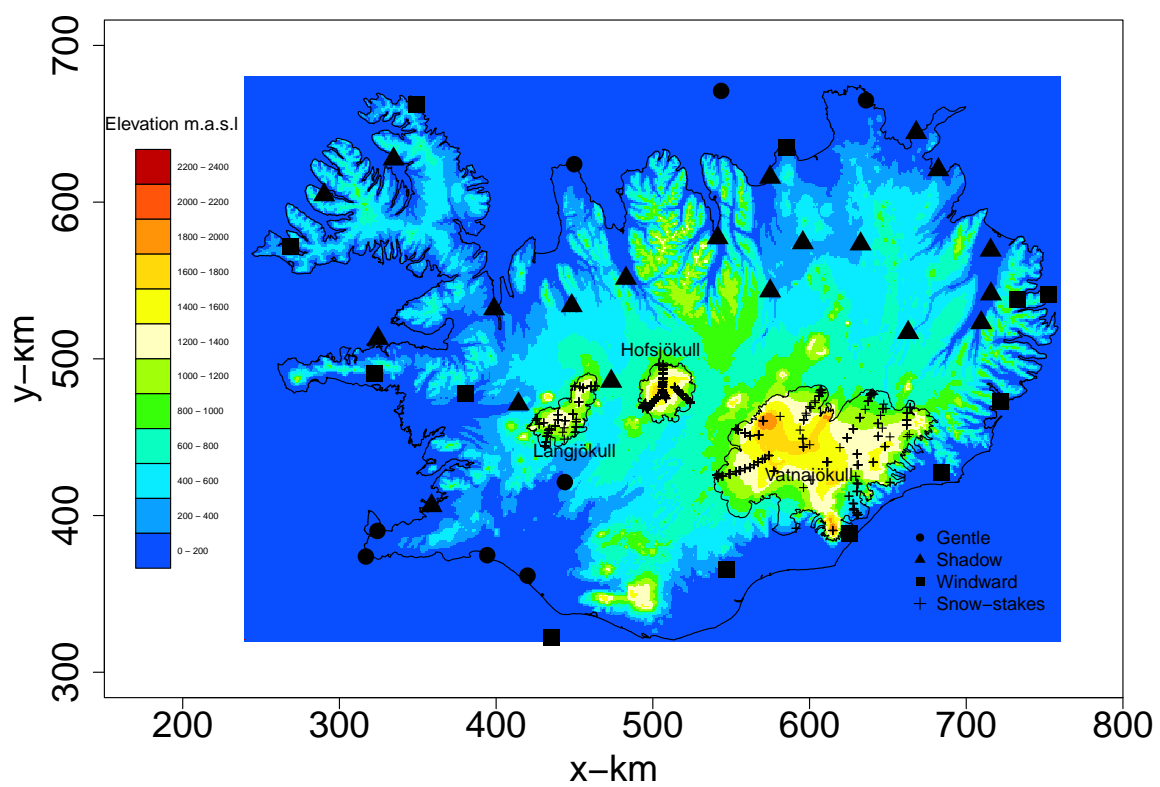 700
600
500
400
300
y−km
Elevation m.a.s.l
2200 − 2400
2000 − 2200
1800 − 2000
1600 − 1800
1400 − 1600
1200 − 1400
1000 − 1200
800 − 1000
600 − 800
400 − 600
200 − 400
0 − 200
Hofsjökull
Langjökull
Vatnajökull
Gentle
Shadow
Windward
Snow−stakes
200 300 400 500 600 700 800
x−km